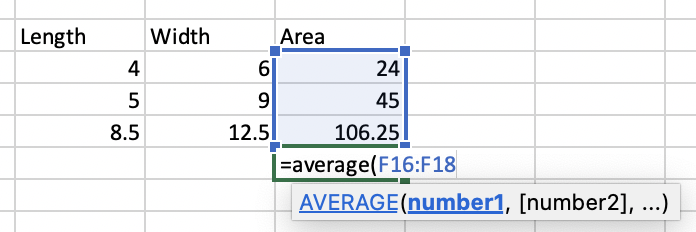 Length Width Area
4 6 24
5 9 45
8.5 12.5 106.25
=average(F16:F18
AVERAGE(number1, [number2], ...)